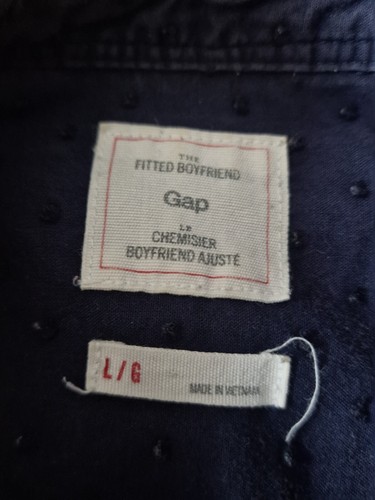 THE
FITTED BOYFRIEND
Gap
LE
CHEMISIER
BOYFRIEND AJUSTÉ
L/G
MADE IN VIETNAM